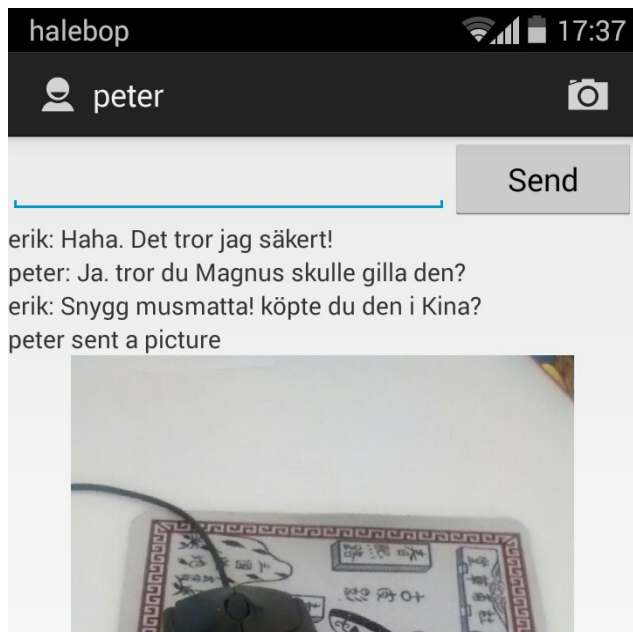 halebop 17:37
peter
Send
erik: Haha. Det tror jag säkert!
peter: Ja. tror du Magnus skulle gilla den?
erik: Snygg musmatta! köpte du den i Kina?
peter sent a picture